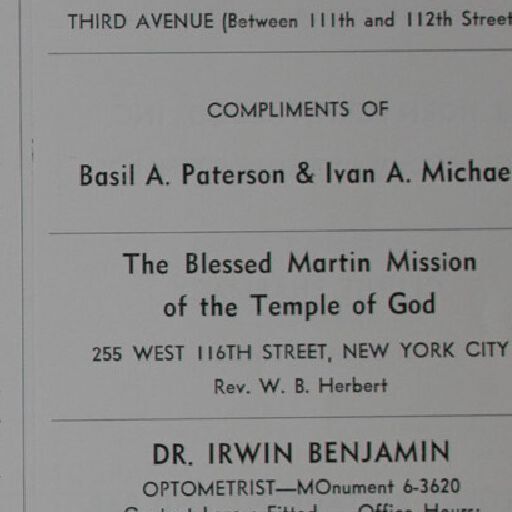 THIRD AVENUE (Between 111th and 112th Street
COMPLIMENTS OF
Basil A. Paterson & Ivan A. Michae
The Blessed Martin Mission
of the Temple of God
255 WEST 116TH STREET, NEW YORK CITY
Rev. W. B. Herbert
DR. IRWIN BENJAMIN
OPTOMETRIST—MOnument 6-3620